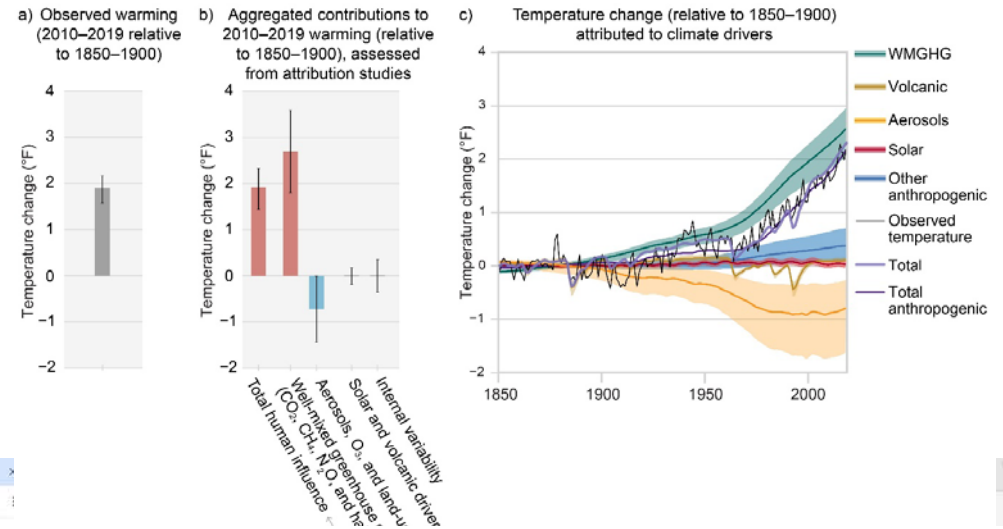 a) Observed warming
(2010–2019 relative
to 1850–1900)
Temperature change (°F)
4
3
2
1
0
−1
−2
b) Aggregated contributions to
2010–2019 warming (relative
to 1850–1900), assessed
from attribution studies
Temperature change (°F)
4
3
2
1
0
−1
−2
Total human influence
Well-mixed greenhouse
(CO₂, CH₄, N₂O, and
Aerosols, O₃, and
Solar and volcanic
Internal variability
c) Temperature change (relative to 1850–1900)
attributed to climate drivers
Temperature change (°F)
4
3
2
1
0
−1
−2
1850
1900
1950
2000
WMGHG
Volcanic
Aerosols
Solar
Other
anthropogenic
Observed
temperature
Total
Total
anthropogenic